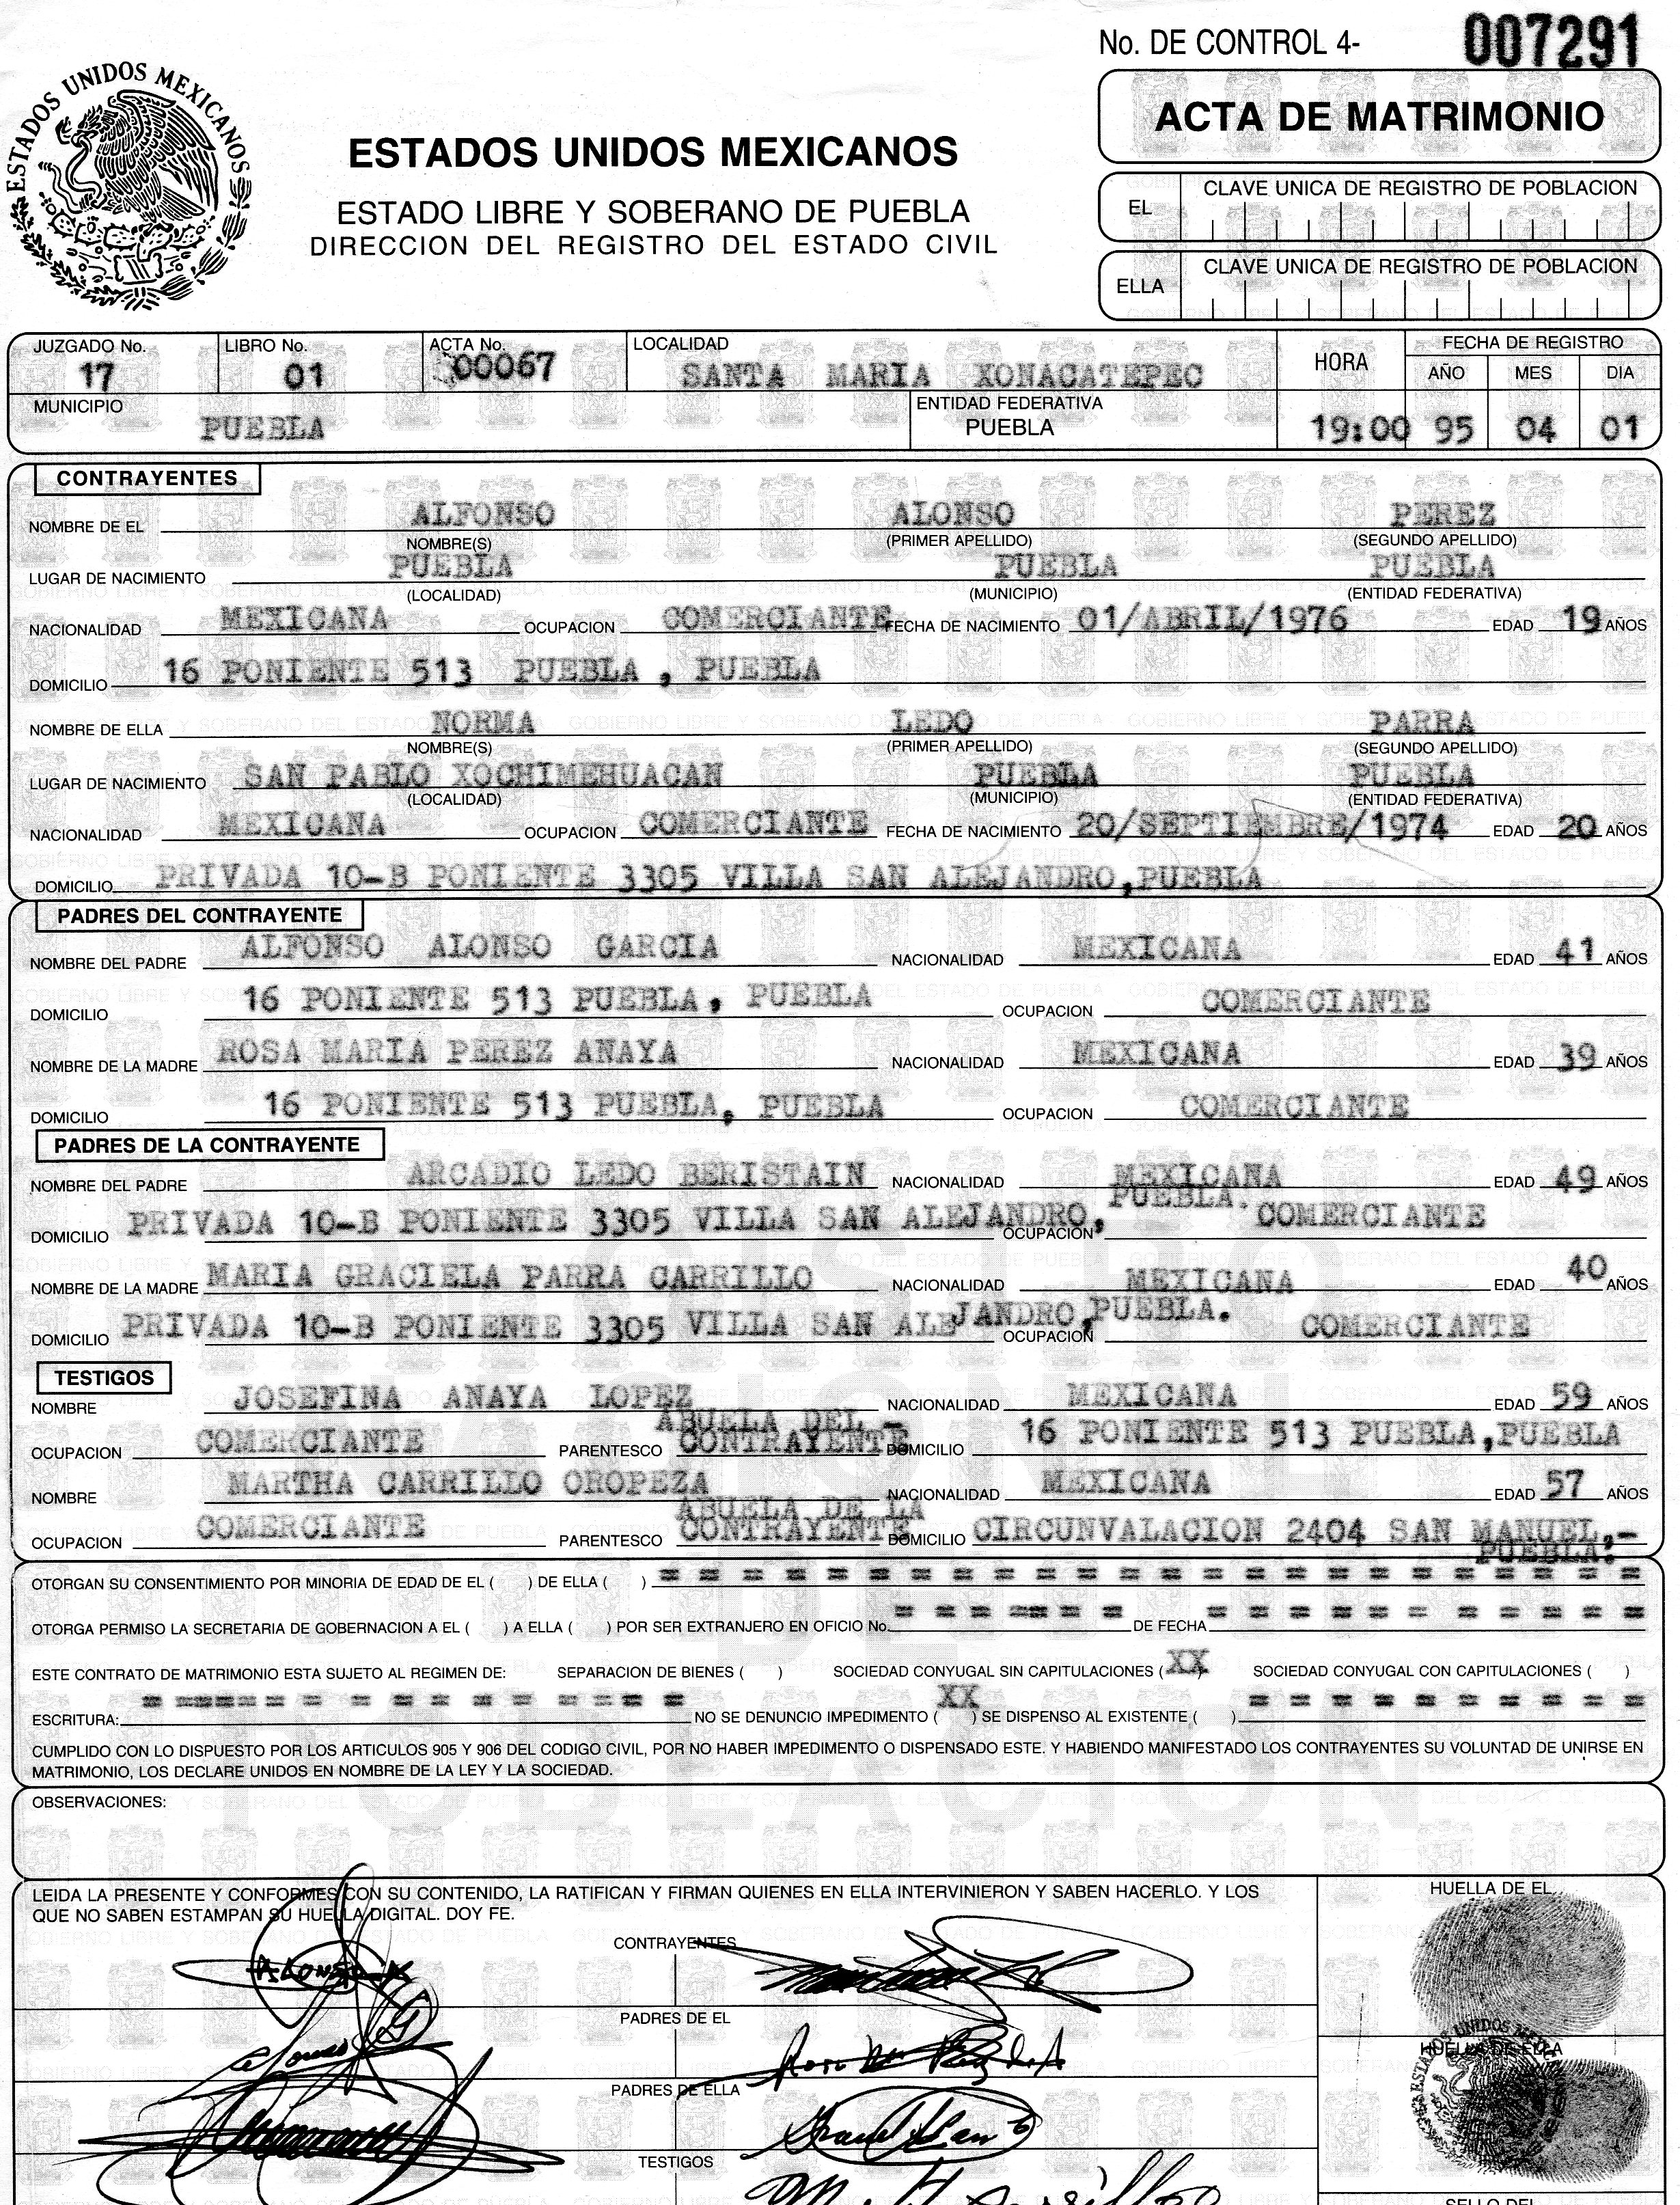 No. DE CONTROL 4- 007291
ESTADOS UNIDOS MEXICANOS
ACTA DE MATRIMONIO
ESTADOS UNIDOS MEXICANOS
ESTADO LIBRE Y SOBERANO DE PUEBLA
DIRECCION DEL REGISTRO DEL ESTADO CIVIL
EL CLAVE UNICA DE REGISTRO DE POBLACION
ELLA CLAVE UNICA DE REGISTRO DE POBLACION
JUZGADO No. LIBRO No. ACTA No. LOCALIDAD HORA FECHA DE REGISTRO
17 01 00067 SANTA MARIA XONACATEPEC AÑO MES DIA
MUNICIPIO ENTIDAD FEDERATIVA
PUEBLA PUEBLA 19:00 95 04 01
CONTRAYENTES
NOMBRE DE EL ALFONSO ALONSO PEREZ
NOMBRE(S) (PRIMER APELLIDO) (SEGUNDO APELLIDO)
LUGAR DE NACIMIENTO PUEBLA PUEBLA PUEBLA
(LOCALIDAD) (MUNICIPIO) (ENTIDAD FEDERATIVA)
NACIONALIDAD MEXICANA OCUPACION COMERCIANTE FECHA DE NACIMIENTO 01/ABRIL/1976 EDAD 19 AÑOS
DOMICILIO 16 PONIENTE 513 PUEBLA , PUEBLA
NOMBRE DE ELLA NORMA LEDO PARRA
NOMBRE(S) (PRIMER APELLIDO) (SEGUNDO APELLIDO)
LUGAR DE NACIMIENTO SAN PABLO XOCHIMEHUACAN PUEBLA PUEBLA
(LOCALIDAD) (MUNICIPIO) (ENTIDAD FEDERATIVA)
NACIONALIDAD MEXICANA OCUPACION COMERCIANTE FECHA DE NACIMIENTO 20/SEPTIEMBRE/1974 EDAD 20 AÑOS
DOMICILIO PRIVADA 10-B PONIENTE 3305 VILLA SAN ALEJANDRO,PUEBLA
PADRES DEL CONTRAYENTE
NOMBRE DEL PADRE ALFONSO ALONSO GARCIA NACIONALIDAD MEXICANA EDAD 41 AÑOS
DOMICILIO 16 PONIENTE 513 PUEBLA, PUEBLA OCUPACION COMERCIANTE
NOMBRE DE LA MADRE ROSA MARIA PEREZ ANAYA NACIONALIDAD MEXICANA EDAD 39 AÑOS
DOMICILIO 16 PONIENTE 513 PUEBLA, PUEBLA OCUPACION COMERCIANTE
PADRES DE LA CONTRAYENTE
NOMBRE DEL PADRE ARCADIO LEDO BERISTAIN NACIONALIDAD MEXICANA EDAD 49 AÑOS
DOMICILIO PRIVADA 10-B PONIENTE 3305 VILLA SAN ALEJANDRO, PUEBLA. OCUPACION COMERCIANTE
NOMBRE DE LA MADRE MARIA GRACIELA PARRA CARRILLO NACIONALIDAD MEXICANA EDAD 40 AÑOS
DOMICILIO PRIVADA 10-B PONIENTE 3305 VILLA SAN ALEJANDRO,PUEBLA. OCUPACION COMERCIANTE
TESTIGOS
NOMBRE JOSEFINA ANAYA LOPEZ NACIONALIDAD MEXICANA EDAD 59 AÑOS
OCUPACION COMERCIANTE PARENTESCO ABUELA DEL - CONTRAYENTE DOMICILIO 16 PONIENTE 513 PUEBLA,PUEBLA
NOMBRE MARTHA CARRILLO OROPEZA NACIONALIDAD MEXICANA EDAD 57 AÑOS
OCUPACION COMERCIANTE PARENTESCO ABUELA DE LA CONTRAYENTE DOMICILIO CIRCUNVALACION 2404 SAN MANUEL,- PUEBLA.
OTORGAN SU CONSENTIMIENTO POR MINORIA DE EDAD DE EL ( ) DE ELLA ( ) = = = = = = = = = = = = = = = = = = = = = = = =
OTORGA PERMISO LA SECRETARIA DE GOBERNACION A EL ( ) A ELLA ( ) POR SER EXTRANJERO EN OFICIO No. = = = = = = = = DE FECHA = = = = = = = = = = =
ESTE CONTRATO DE MATRIMONIO ESTA SUJETO AL REGIMEN DE: SEPARACION DE BIENES ( ) SOCIEDAD CONYUGAL SIN CAPITULACIONES (XX) SOCIEDAD CONYUGAL CON CAPITULACIONES ( )
ESCRITURA: = = = = = = = = = = = = = = = NO SE DENUNCIO IMPEDIMENTO ( XX ) SE DISPENSO AL EXISTENTE ( ) = = = = = = = = = =
CUMPLIDO CON LO DISPUESTO POR LOS ARTICULOS 905 Y 906 DEL CODIGO CIVIL, POR NO HABER IMPEDIMENTO O DISPENSADO ESTE. Y HABIENDO MANIFESTADO LOS CONTRAYENTES SU VOLUNTAD DE UNIRSE EN
MATRIMONIO, LOS DECLARE UNIDOS EN NOMBRE DE LA LEY Y LA SOCIEDAD.
OBSERVACIONES:
LEIDA LA PRESENTE Y CONFORMES CON SU CONTENIDO, LA RATIFICAN Y FIRMAN QUIENES EN ELLA INTERVINIERON Y SABEN HACERLO. Y LOS
QUE NO SABEN ESTAMPAN SU HUELLA DIGITAL. DOY FE.
HUELLA DE EL
CONTRAYENTES
PADRES DE EL
HUELLA DE ELLA
PADRES DE ELLA
TESTIGOS
SELLO DEL